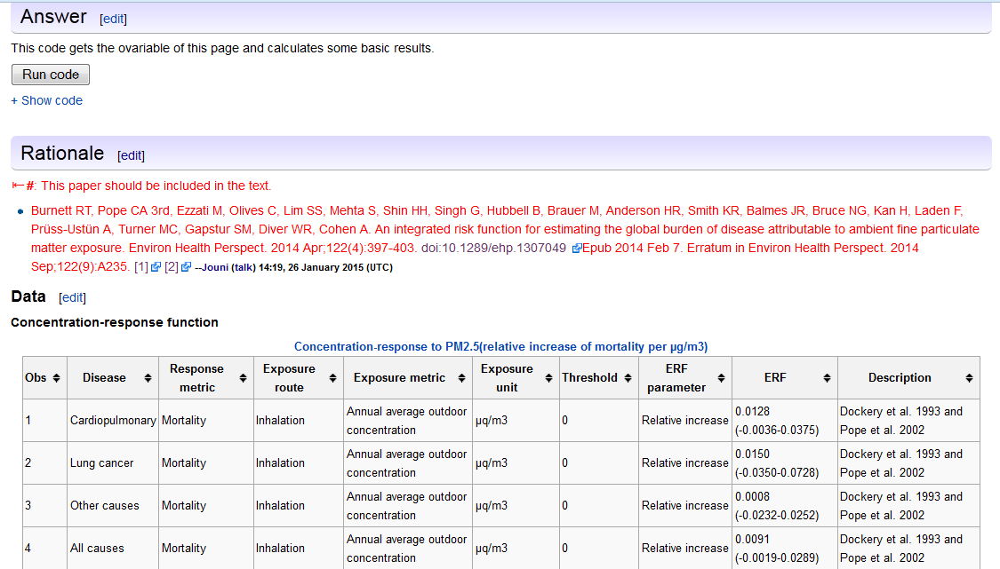 Answer [edit]
This code gets the ovariable of this page and calculates some basic results.
Run code
+ Show code
Rationale [edit]
⇤#: This paper should be included in the text.
• Burnett RT, Pope CA 3rd, Ezzati M, Olives C, Lim SS, Mehta S, Shin HH, Singh G, Hubbell B, Brauer M, Anderson HR, Smith KR, Balmes JR, Bruce NG, Kan H, Laden F,
Prüss-Ustün A, Turner MC, Gapstur SM, Diver WR, Cohen A. An integrated risk function for estimating the global burden of disease attributable to ambient fine particulate
matter exposure. Environ Health Perspect. 2014 Apr;122(4):397-403. doi:10.1289/ehp.1307049 Epub 2014 Feb 7. Erratum in Environ Health Perspect. 2014
Sep;122(9):A235. [1] [2] --Jouni (talk) 14:19, 26 January 2015 (UTC)
Data [edit]
Concentration-response function
Concentration-response to PM2.5(relative increase of mortality per µg/m3)
Obs Disease Response metric Exposure route Exposure metric Exposure unit Threshold ERF parameter ERF Description
1 Cardiopulmonary Mortality Inhalation Annual average outdoor concentration µq/m3 0 Relative increase 0.0128 (-0.0036-0.0375) Dockery et al. 1993 and Pope et al. 2002
2 Lung cancer Mortality Inhalation Annual average outdoor concentration µq/m3 0 Relative increase 0.0150 (-0.0350-0.0728) Dockery et al. 1993 and Pope et al. 2002
3 Other causes Mortality Inhalation Annual average outdoor concentration µq/m3 0 Relative increase 0.0008 (-0.0232-0.0252) Dockery et al. 1993 and Pope et al. 2002
4 All causes Mortality Inhalation Annual average outdoor concentration µq/m3 0 Relative increase 0.0091 (-0.0019-0.0289) Dockery et al. 1993 and Pope et al. 2002